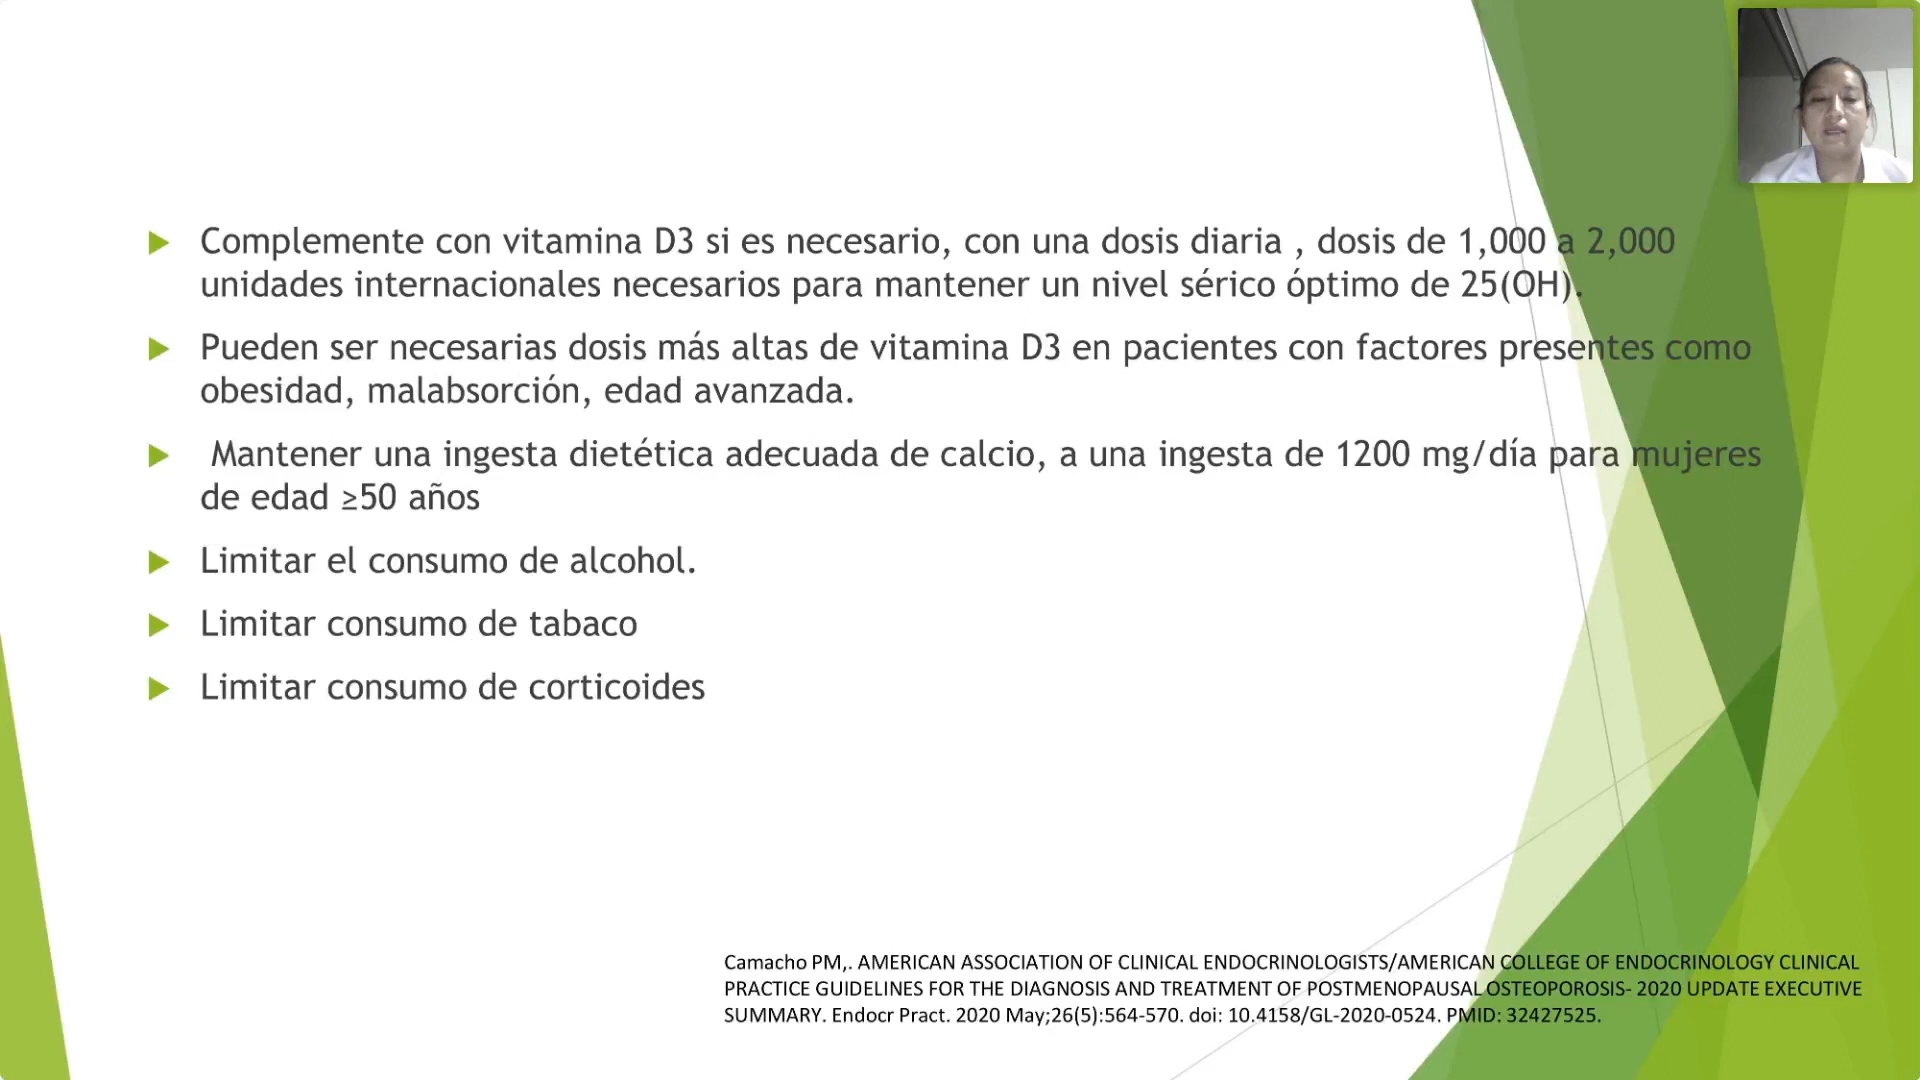 Complemente con vitamina D3 si es necesario, con una dosis diaria , dosis de 1,000 a 2,000
unidades internacionales necesarios para mantener un nivel sérico óptimo de 25(OH).
Pueden ser necesarias dosis más altas de vitamina D3 en pacientes con factores presentes como
obesidad, malabsorción, edad avanzada.
Mantener una ingesta dietética adecuada de calcio, a una ingesta de 1200 mg/día para mujeres
de edad ≥50 años
Limitar el consumo de alcohol.
Limitar consumo de tabaco
Limitar consumo de corticoides
Camacho PM,. AMERICAN ASSOCIATION OF CLINICAL ENDOCRINOLOGISTS/AMERICAN COLLEGE OF ENDOCRINOLOGY CLINICAL
PRACTICE GUIDELINES FOR THE DIAGNOSIS AND TREATMENT OF POSTMENOPAUSAL OSTEOPOROSIS- 2020 UPDATE EXECUTIVE
SUMMARY. Endocr Pract. 2020 May;26(5):564-570. doi: 10.4158/GL-2020-0524. PMID: 32427525.